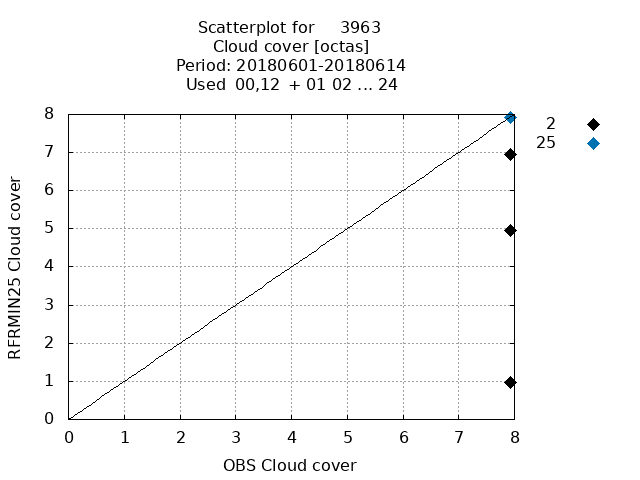 Scatterplot for 3963
Cloud cover [octas]
Period: 20180601-20180614
Used 00,12 + 01 02 ... 24
8
7
6
5
4
3
2
1
0
0 1 2 3 4 5 6 7 8
RFRMIN25 Cloud cover
OBS Cloud cover
2
25